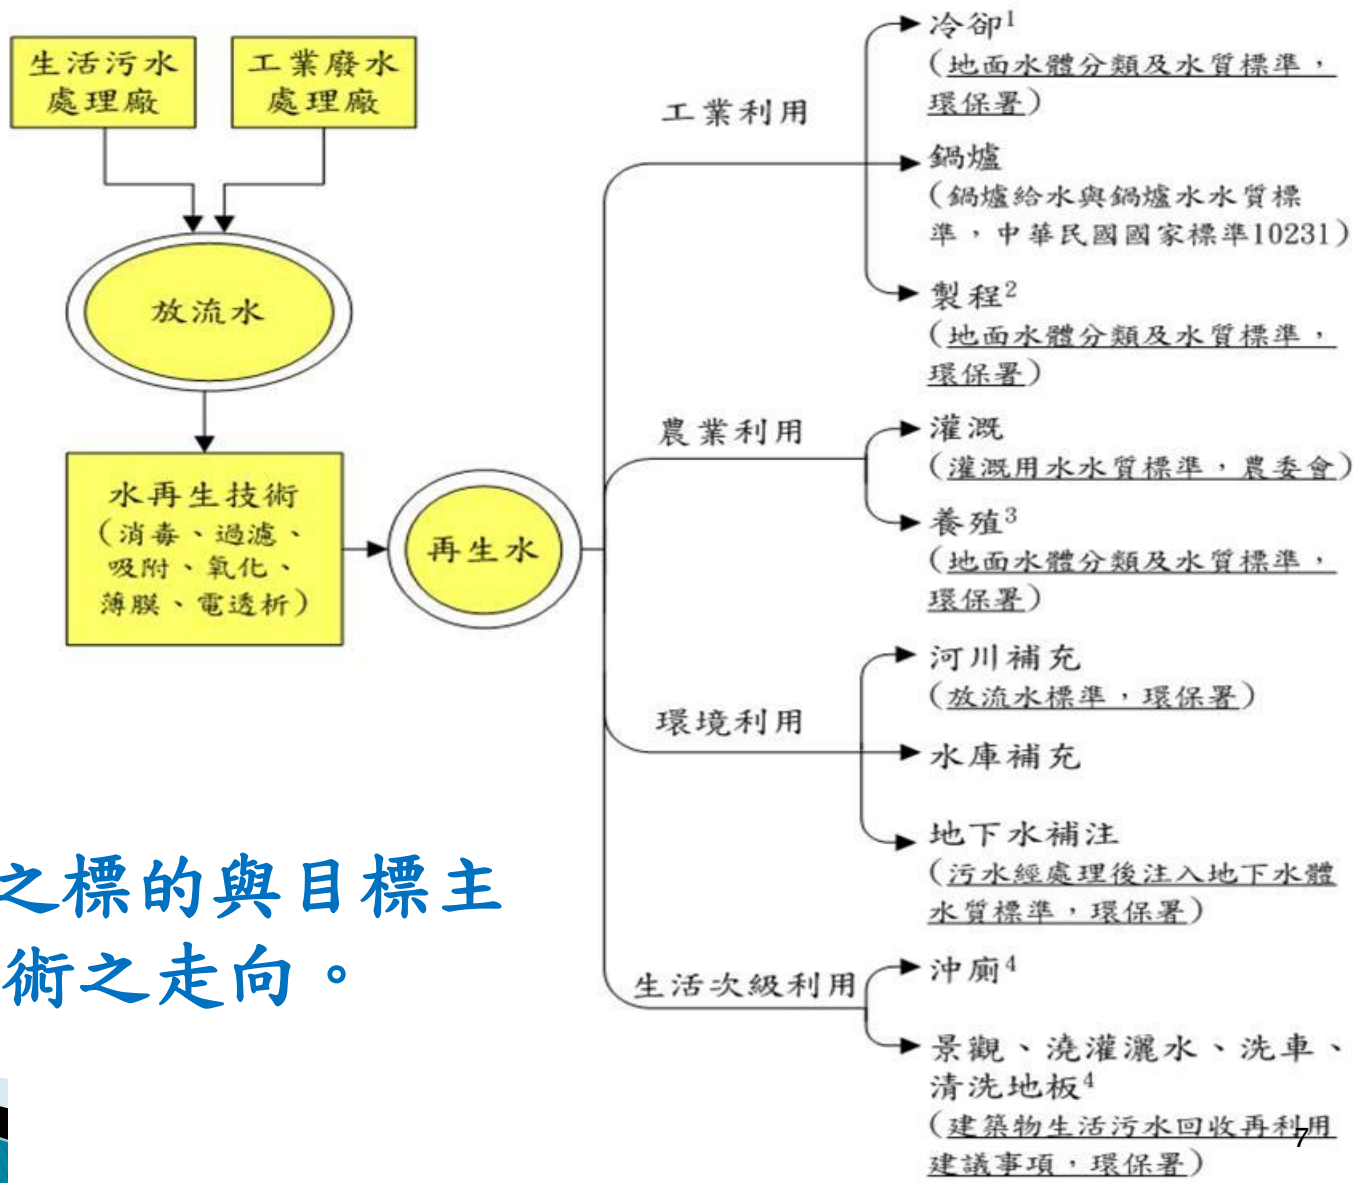 生活污水
處理廠
工業廢水
處理廠
放流水
水再生技術
(消毒、過濾、
吸附、氧化、
薄膜、電透析)
再生水
工業利用
冷卻1
(地面水體分類及水質標準，
環保署)
鍋爐
(鍋爐給水與鍋爐水水質標
準，中華民國國家標準10231)
製程2
(地面水體分類及水質標準，
環保署)
農業利用
灌溉
(灌溉用水水質標準，農委會)
養殖3
(地面水體分類及水質標準，
環保署)
環境利用
河川補充
(放流水標準，環保署)
水庫補充
地下水補注
(污水經處理後注入地下水體
水質標準，環保署)
生活次級利用
沖廁4
景觀、澆灌灑水、洗車、
清洗地板4
(建築物生活污水回收再利用
建議事項，環保署)
之標的與目標主
術之走向。
7